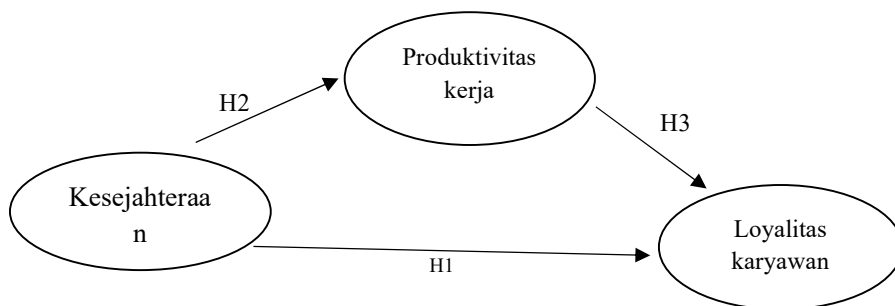 Produktivitas
kerja
H2
H3
Kesejahteraa
n
Loyalitas
karyawan
H1